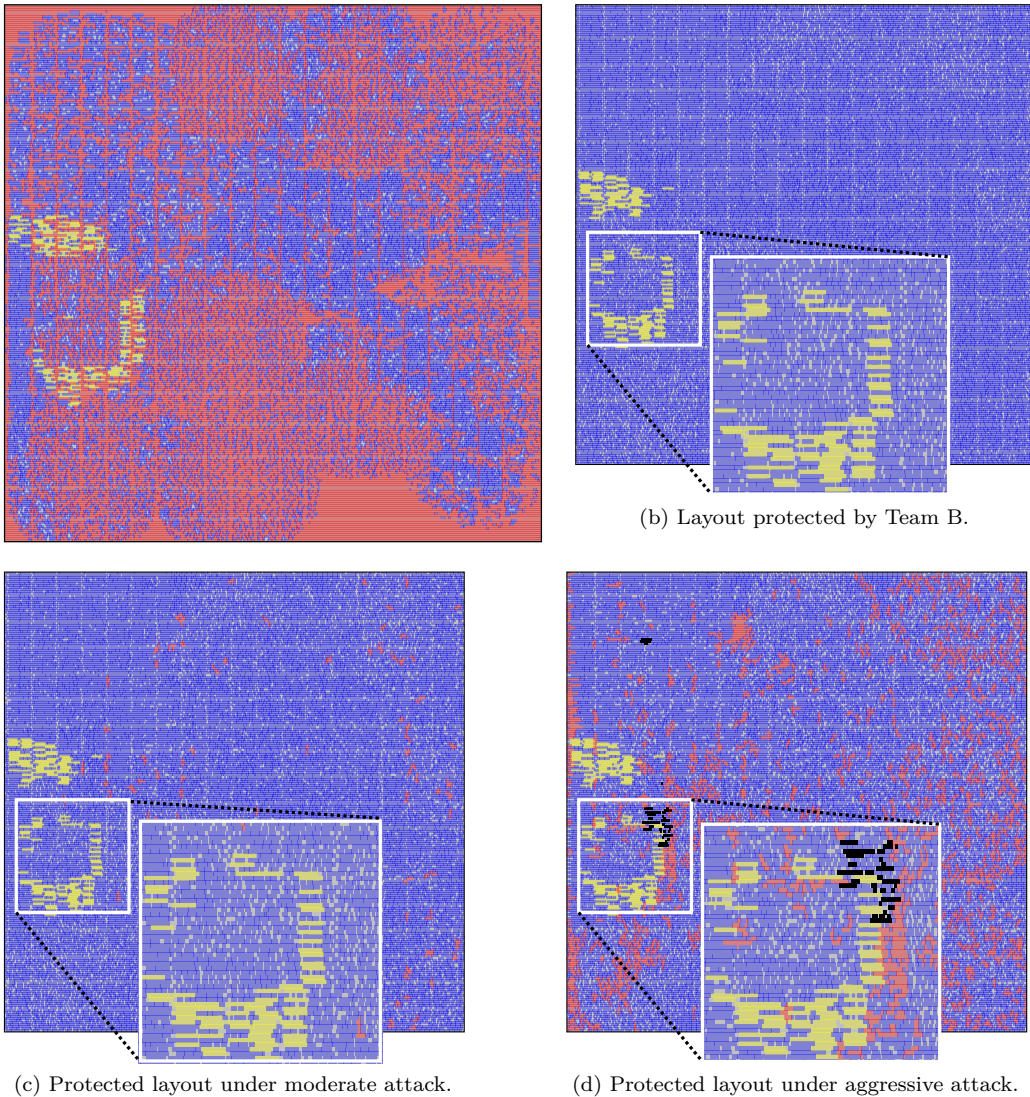 (b) Layout protected by Team B.
(c) Protected layout under moderate attack.
(d) Protected layout under aggressive attack.